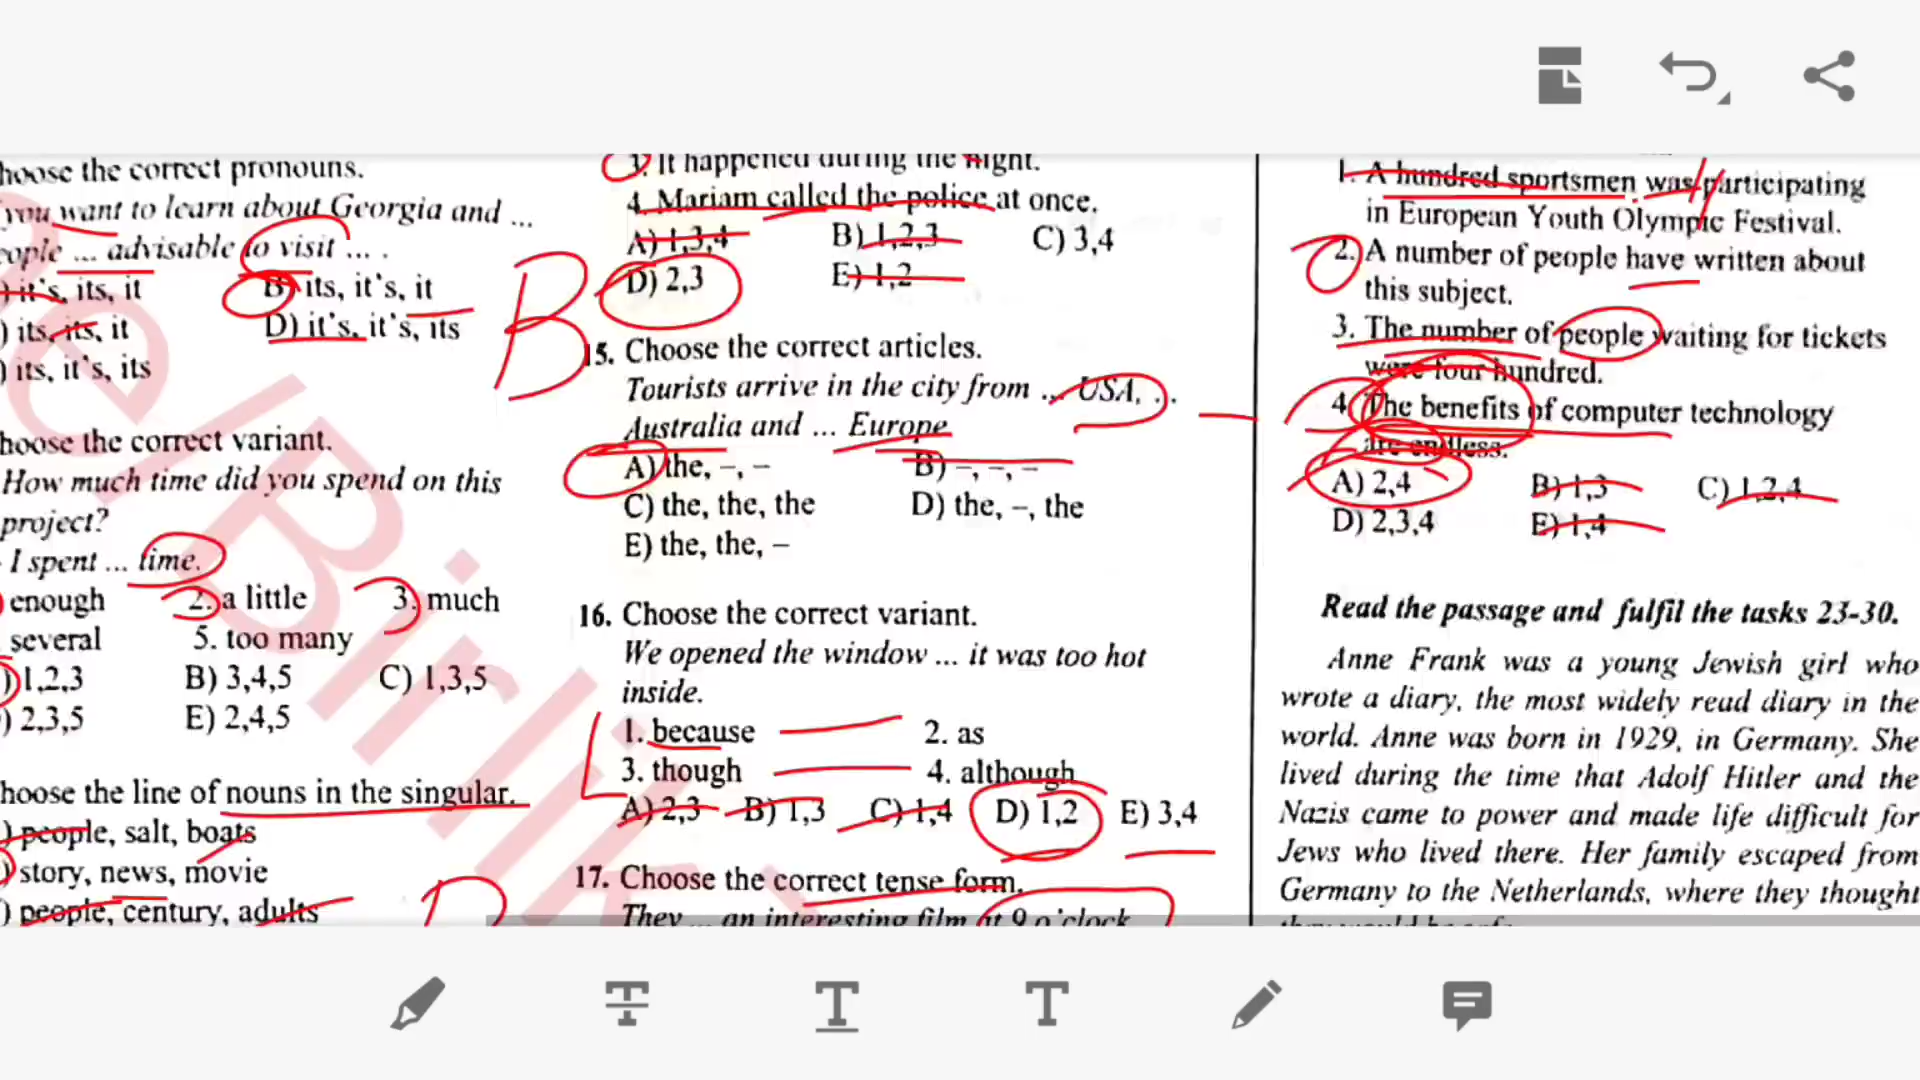 hoose the correct pronouns.
you want to learn about Georgia and ...
eople ... advisable to visit ... .
) it's, its, it
B) its, it's, it
) its, its, it
D) it's, it's, its
) its, it's, its
hoose the correct variant.
How much time did you spend on this
project?
- I spent ... time.
enough 2. a little 3. much
several 5. too many
) 1,2,3 B) 3,4,5 C) 1,3,5
) 2,3,5 E) 2,4,5
hoose the line of nouns in the singular.
) people, salt, boats
) story, news, movie
) people, century, adults
3. It happened during the night.
4. Mariam called the police at once.
A) 1,3,4 B) 1,2,3 C) 3,4
D) 2,3 E) 1,2
B
15. Choose the correct articles.
Tourists arrive in the city from ... USA, ...
Australia and ... Europe
A) the, –, – B) –, –, –
C) the, the, the D) the, –, the
E) the, the, –
16. Choose the correct variant.
We opened the window ... it was too hot
inside.
1. because 2. as
3. though 4. although
A) 2,3 B) 1,3 C) 1,4 D) 1,2 E) 3,4
17. Choose the correct tense form.
They ... an interesting film at 9 o'clock
1. A hundred sportsmen was participating
in European Youth Olympic Festival.
2. A number of people have written about
this subject.
3. The number of people waiting for tickets
were four hundred.
4. The benefits of computer technology
are endless.
A) 2,4 B) 1,3 C) 1,2,4
D) 2,3,4 E) 1,4
Read the passage and fulfil the tasks 23-30.
Anne Frank was a young Jewish girl who
wrote a diary, the most widely read diary in the
world. Anne was born in 1929, in Germany. She
lived during the time that Adolf Hitler and the
Nazis came to power and made life difficult for
Jews who lived there. Her family escaped from
Germany to the Netherlands, where they thought